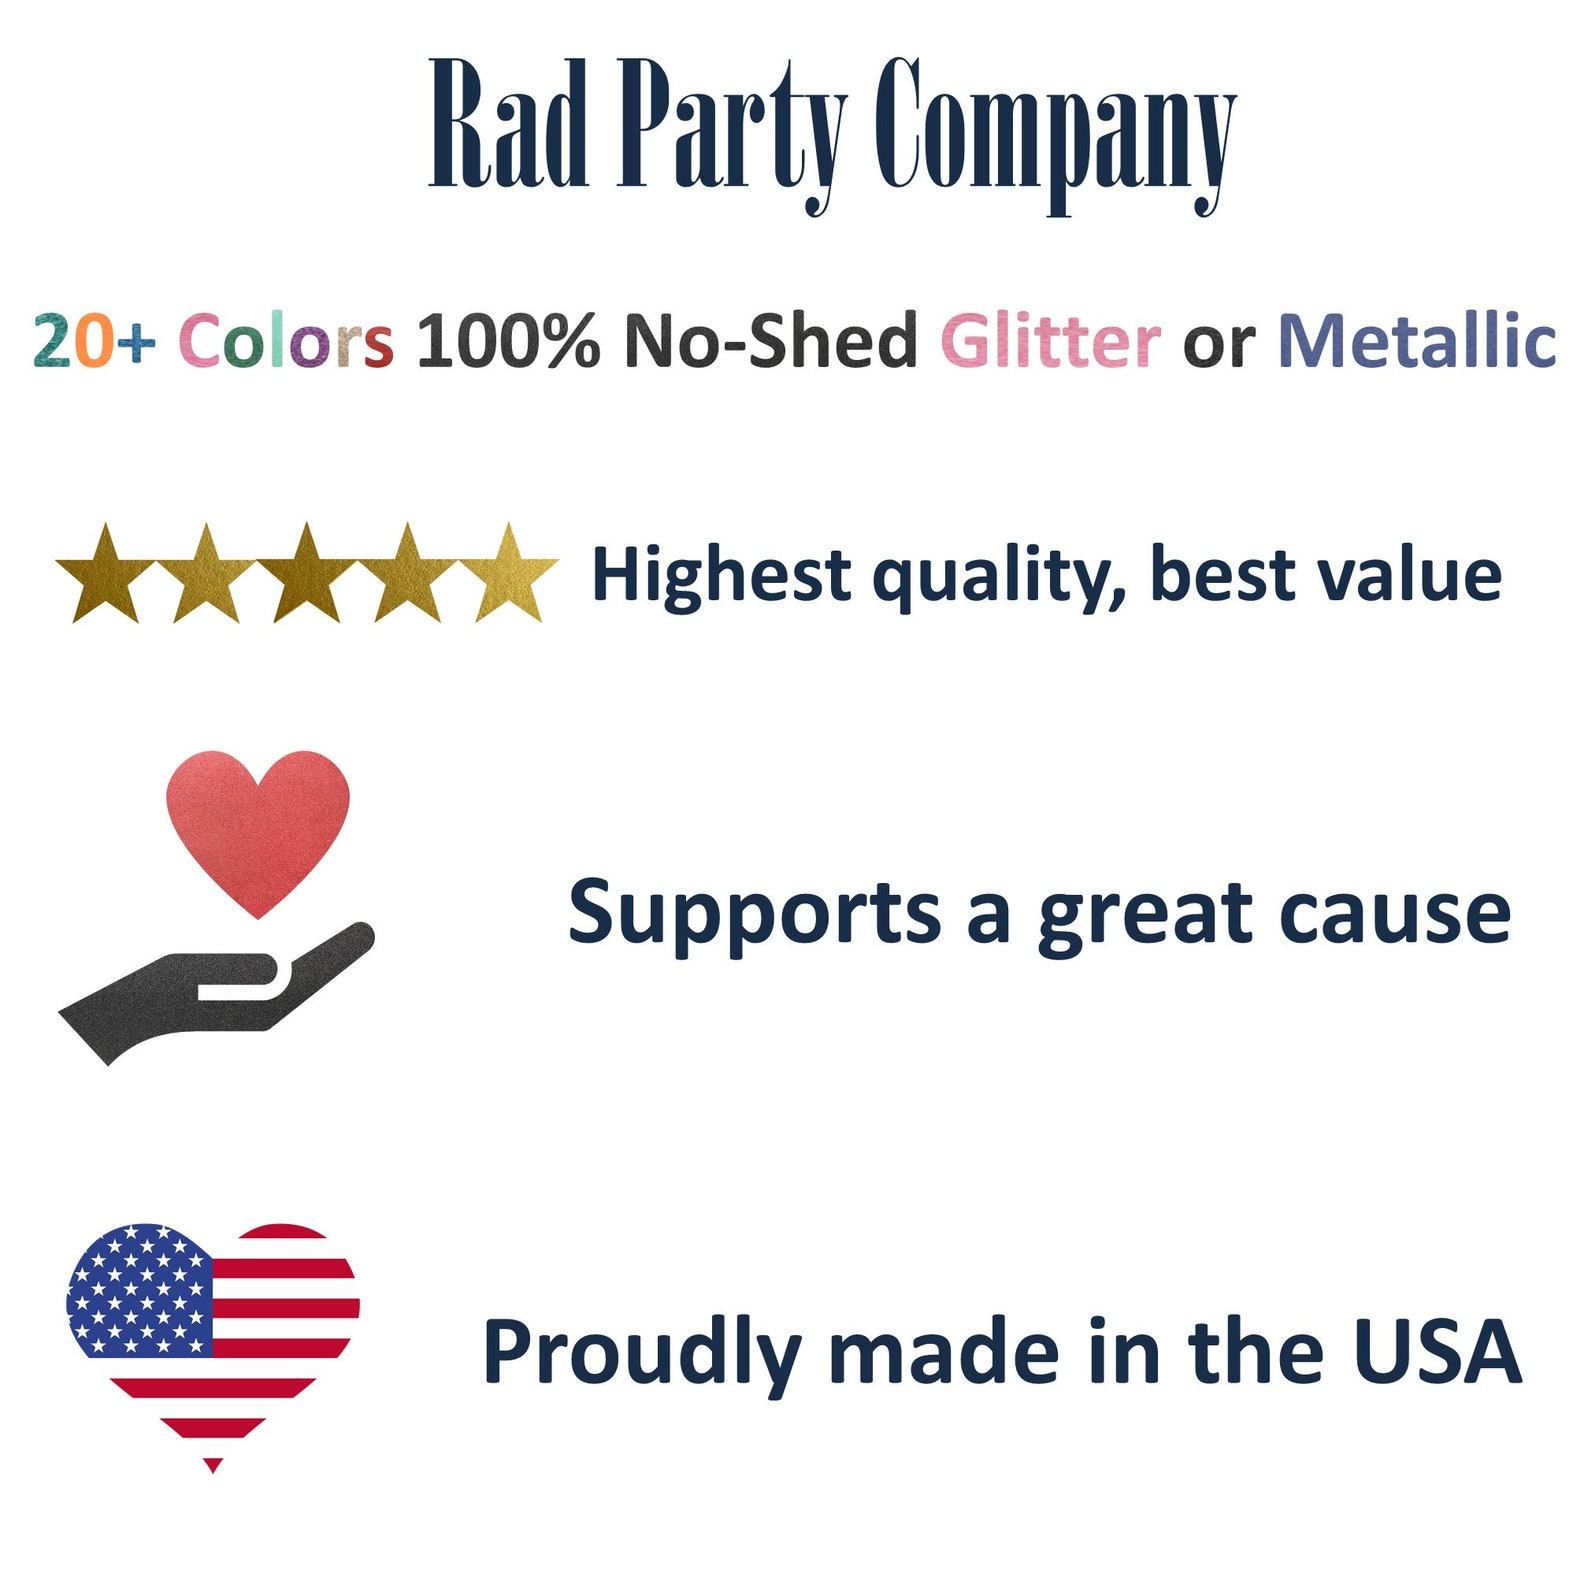 Rad Party Company
20+ Colors 100% No-Shed Glitter or Metallic
Highest quality, best value
Supports a great cause
Proudly made in the USA